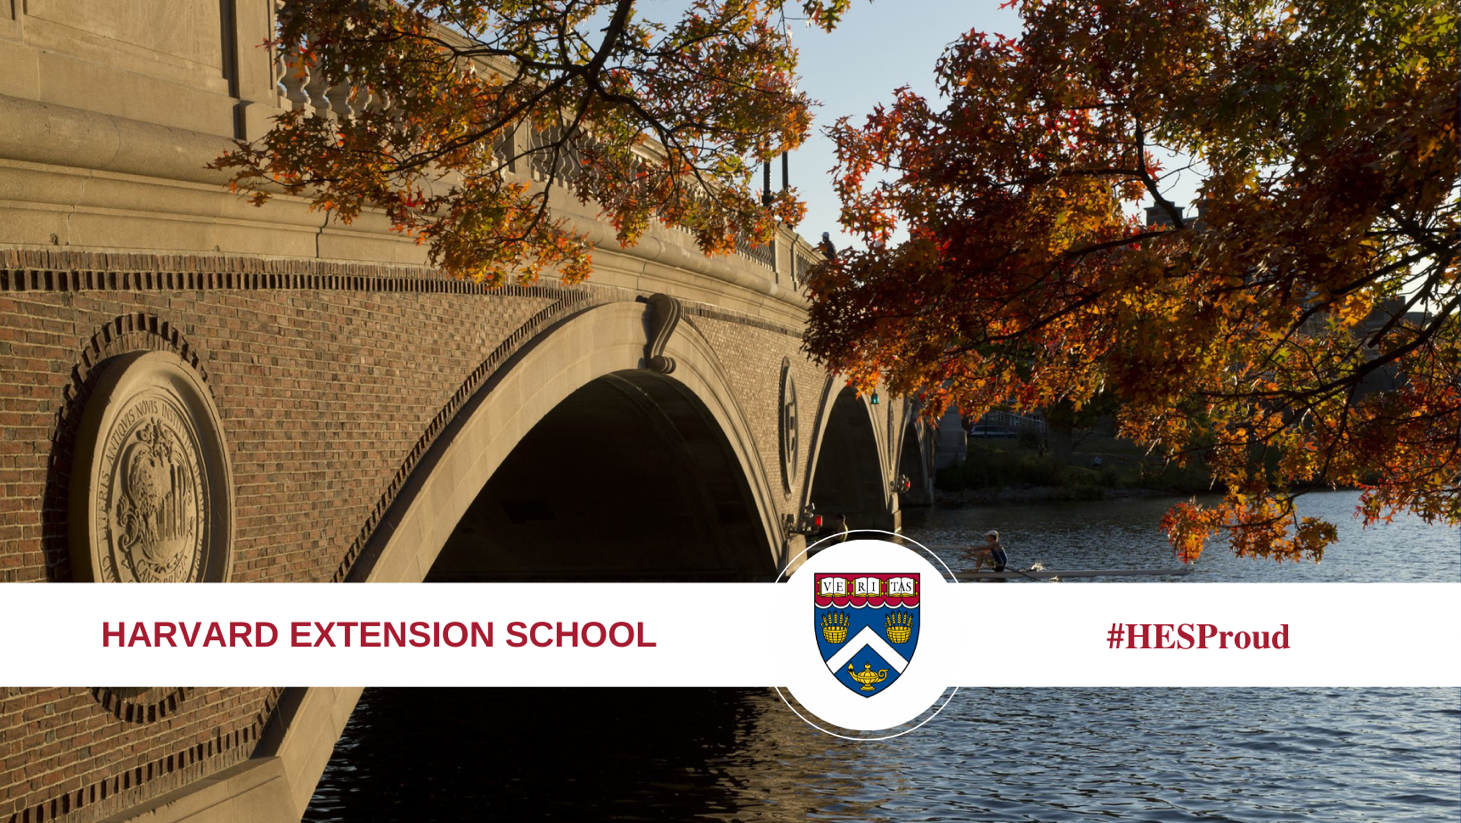 HARVARD EXTENSION SCHOOL
VE RI TAS
#HESProud